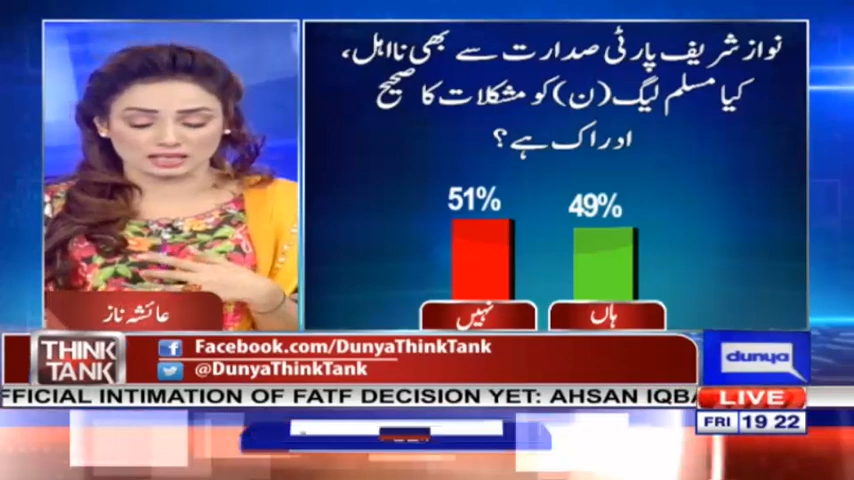 نواز شریف پارٹی صدارت سے بھی نااہل،
کیا مسلم لیگ (ن) کو مشکلات کا صحیح
ادراک ہے؟
51%
49%
نہیں
ہاں
عائشہ ناز
THINK
TANK
Facebook.com/DunyaThinkTank
@DunyaThinkTank
dunya
FFICIAL INTIMATION OF FATF DECISION YET: AHSAN IQBA
LIVE
FRI 19 22